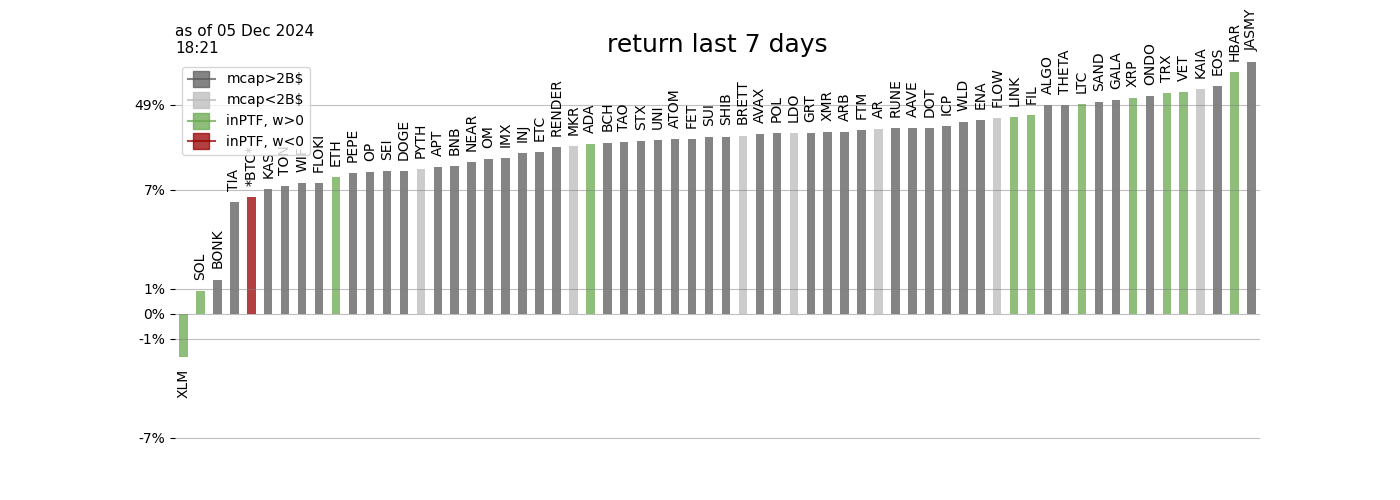 as of 05 Dec 2024
18:21
return last 7 days
mcap>2B$
mcap<2B$
inPTF, w>0
inPTF, w<0
49%
7%
1%
0%
-1%
-7%
XLM
SOL
BONK
TIA
*BTC*
KAS
TON
WIF
FLOKI
ETH
PEPE
OP
SEI
DOGE
PYTH
APT
BNB
NEAR
OM
IMX
INJ
ETC
RENDER
MKR
ADA
BCH
TAO
STX
UNI
ATOM
FET
SUI
SHIB
BRETT
AVAX
POL
LDO
GRT
XMR
ARB
FTM
AR
RUNE
AAVE
DOT
ICP
WLD
ENA
FLOW
LINK
FIL
ALGO
THETA
LTC
SAND
GALA
XRP
ONDO
TRX
VET
KAIA
EOS
HBAR
JASMY